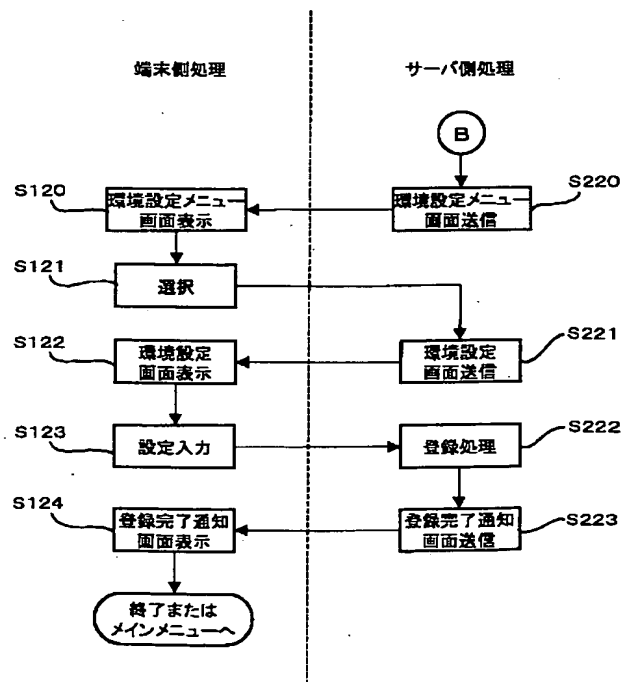 端末側処理
サーバ側処理
B
S120
環境設定メニュー
画面表示
S220
環境設定メニュー
画面送信
S121
選択
S122
環境設定
画面表示
S221
環境設定
画面送信
S123
設定入力
S222
登録処理
S124
登録完了通知
画面表示
S223
登録完了通知
画面送信
終了または
メインメニューへ